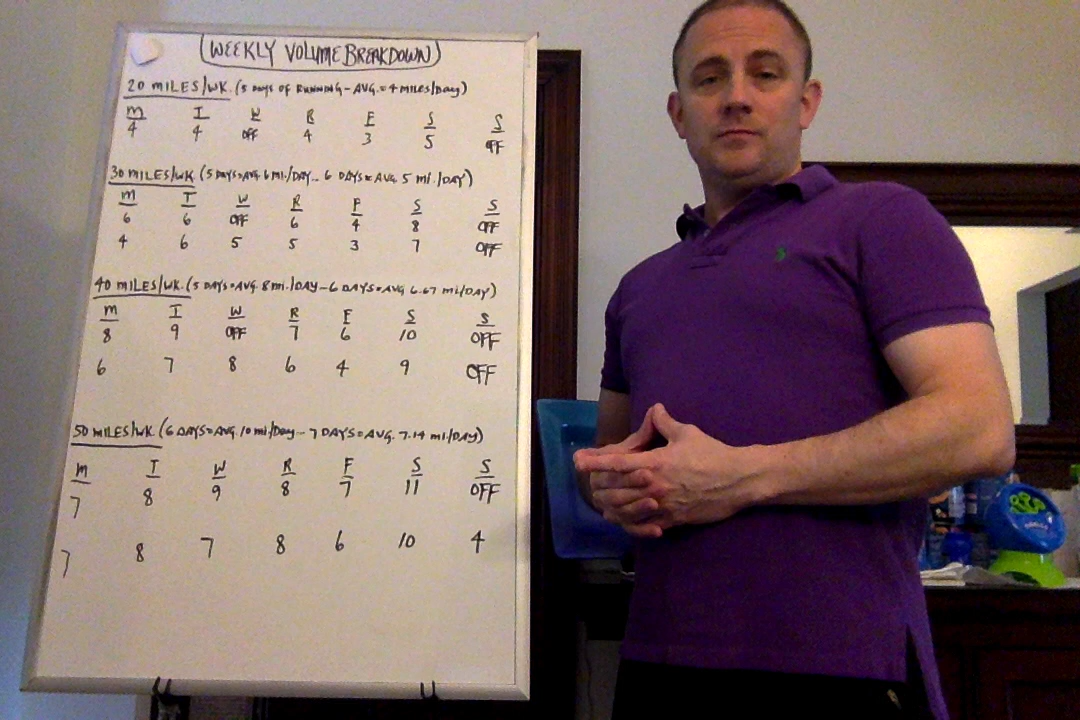 (WEEKLY VOLUME BREAKDOWN)
20 MILES/WK. (5 DAYS OF RUNNING - AVG. = 4 MILES/DAY)
M T W R F S S
4 4 OFF 4 3 5 OFF
30 MILES/WK. (5 DAYS=AVG. 6 MI./DAY - 6 DAYS=AVG. 5 MI./DAY)
M T W R F S S
6 6 OFF 6 4 8 OFF
4 6 5 5 3 7 OFF
40 MILES/WK. (5 DAYS=AVG. 8 MI./DAY - 6 DAYS=AVG. 6.67 MI/DAY)
M T W R F S S
8 9 OFF 7 6 10 OFF
6 7 8 6 4 9 OFF
50 MILES/WK. (6 DAYS=AVG. 10 MI/DAY - 7 DAYS=AVG. 7.14 MI/DAY)
M T W R F S S
7 8 9 8 7 11 OFF
7 8 7 8 6 10 4